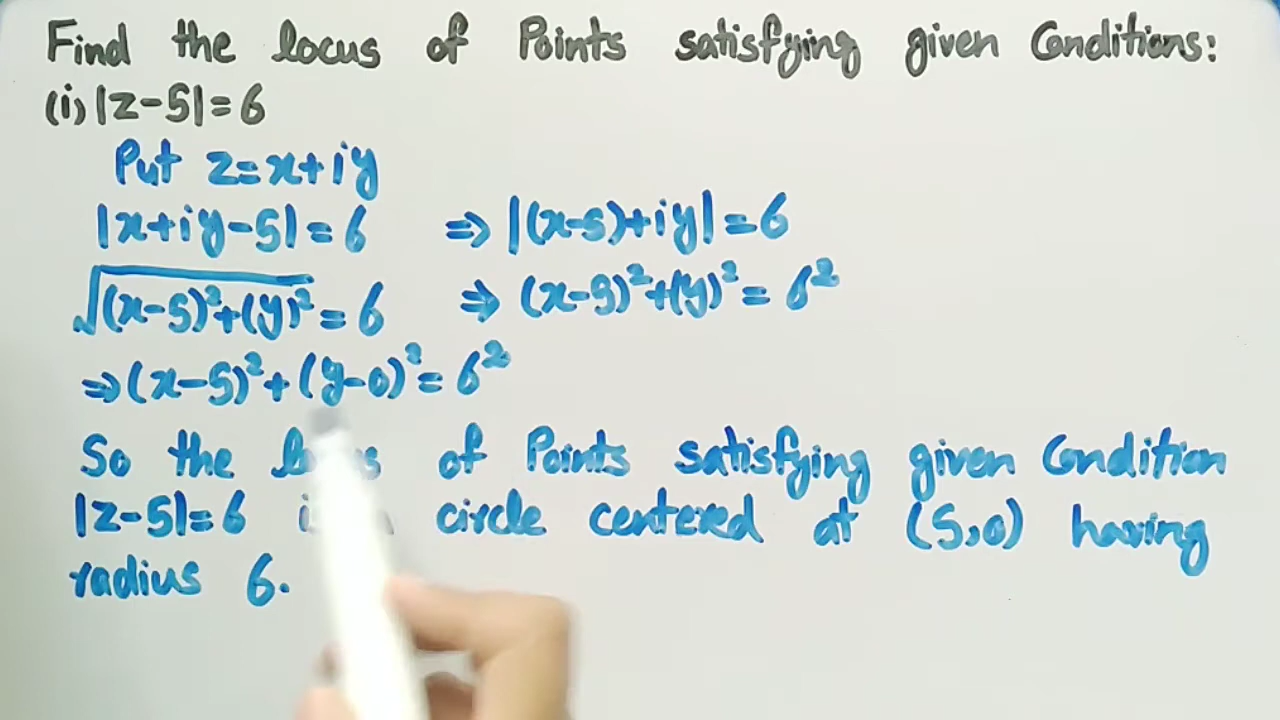 Find the locus of Points satisfying given Conditions:
(i) |z-5|=6
Put z=x+iy
|x+iy-5|=6 ⇒ |(x-5)+iy|=6
√(x-5)²+(y)² = 6 ⇒ (x-5)²+(y)² = 6²
⇒ (x-5)²+(y-0)² = 6²
So the of Points satisfying given Condition
|z-5|=6 circle centered at (5,0) having
radius 6.